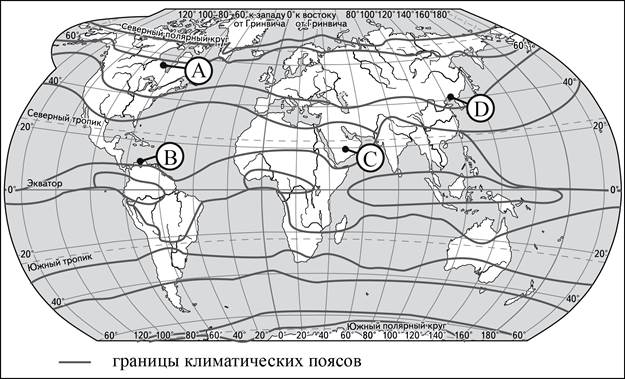 120° 100°-80°-60°к западу 0° к востоку 80°100°120°140°160°180°
от Гринвича от Гринвича
Северный полярный круг
60° 60°
A
40° 40°
D
Северный тропик
20° 20°
B C
Экватор 0° 0°
20° 20°
Южный тропик
40° 40°
Южный полярный круг
60° 120° 100° 80° 60° 40° 20° 0° 20° 40° 60° 80° 100° 120° 140° 160° 60°
границы климатических поясов